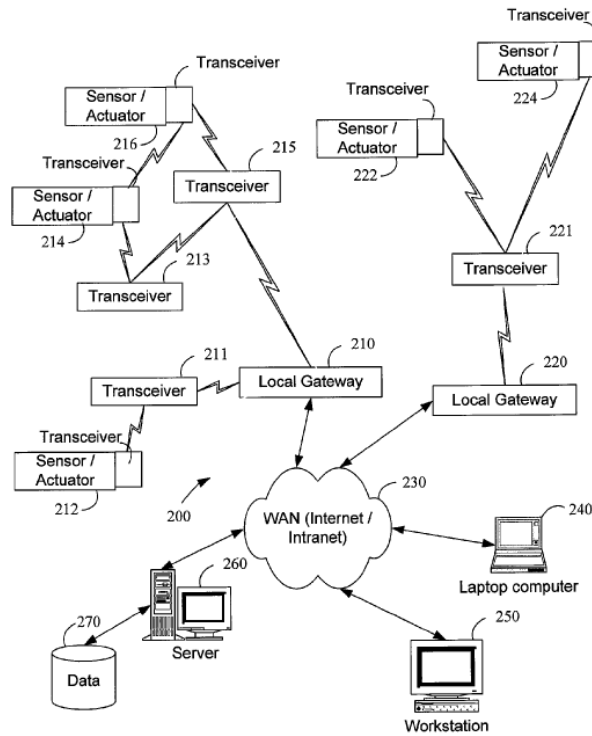 Transceiver
Transceiver
Sensor /
Actuator
224
Transceiver
Sensor /
Actuator
216
215
Sensor /
Actuator
222
Transceiver
Transceiver
Sensor /
Actuator
214
213
221
Transceiver
Transceiver
211
210
220
Transceiver
Local Gateway
Local Gateway
Transceiver
Sensor /
Actuator
212
200
230
WAN (Internet /
Intranet)
240
Laptop computer
260
Server
270
Data
250
Workstation